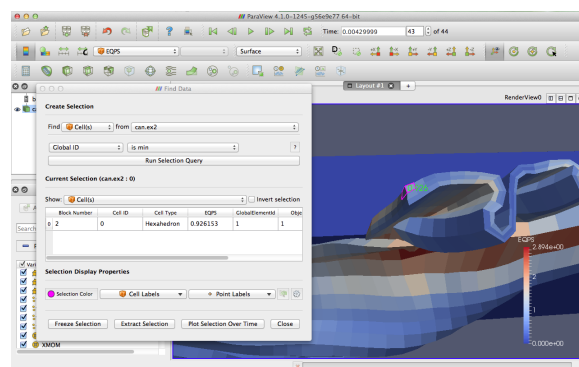 ParaView 4.1.0-1245-g56e9e77 64-bit
Time: 0.00429999 43 of 44
EQPS Surface
Layout #1 +
RenderView0
Find Data
Create Selection
Find Cell(s) from can.ex2
Global ID is min ?
Run Selection Query
Current Selection (can.ex2 : 0)
Show: Cell(s) Invert selection
Block Number Cell ID Cell Type EQPS GlobalElementId Obje
0 2 0 Hexahedron 0.926153 1 1
Selection Display Properties
Selection Color Cell Labels Point Labels
Freeze Selection Extract Selection Plot Selection Over Time Close
Search
Vari
XMOM
EQPS
2.894e+00
2
1
0.000e+00